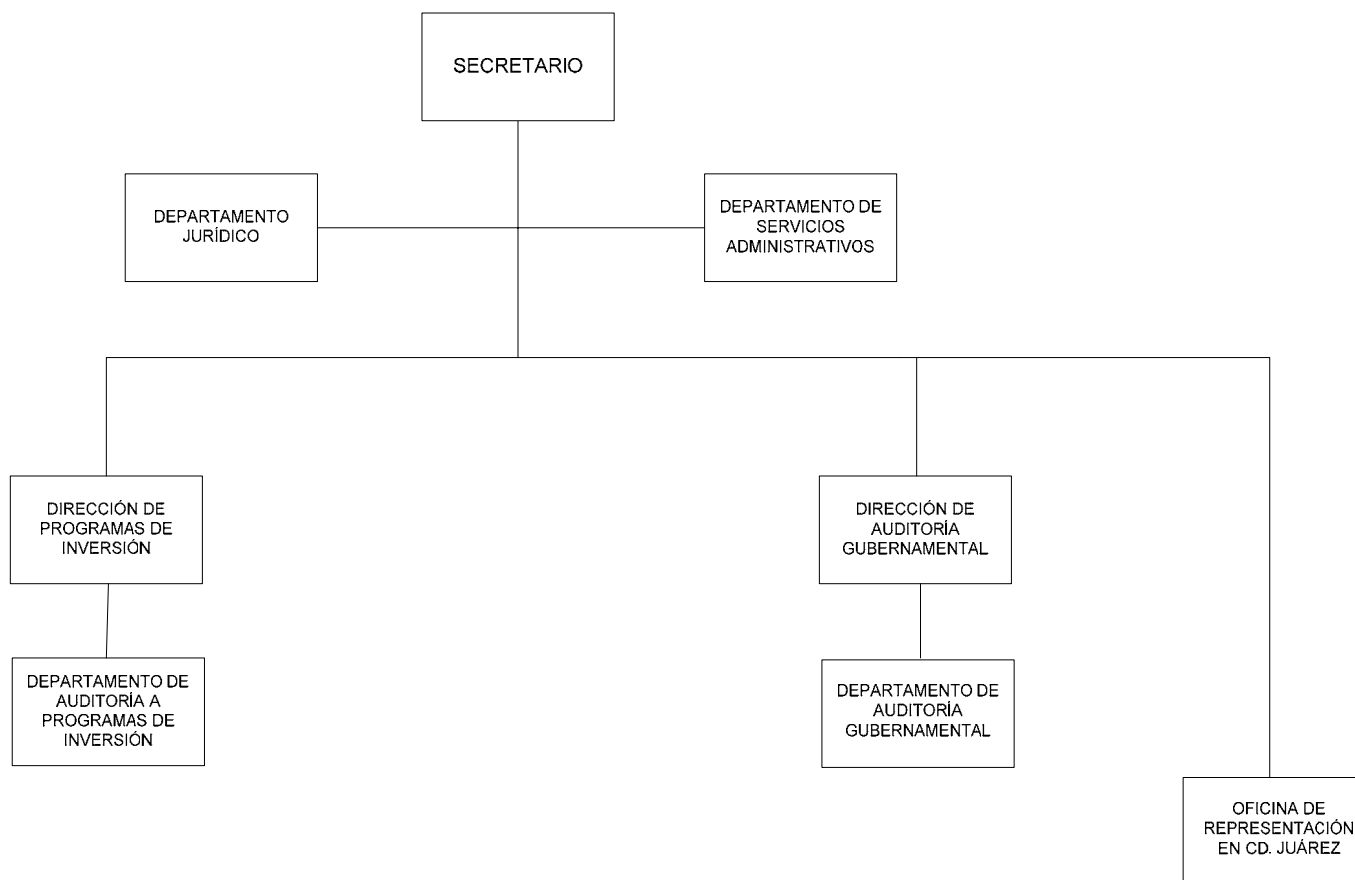 SECRETARIO
DEPARTAMENTO
JURÍDICO
DEPARTAMENTO DE
SERVICIOS
ADMINISTRATIVOS
DIRECCIÓN DE
PROGRAMAS DE
INVERSIÓN
DIRECCIÓN DE
AUDITORÍA
GUBERNAMENTAL
DEPARTAMENTO DE
AUDITORÍA A
PROGRAMAS DE
INVERSIÓN
DEPARTAMENTO DE
AUDITORÍA
GUBERNAMENTAL
OFICINA DE
REPRESENTACIÓN
EN CD. JUÁREZ